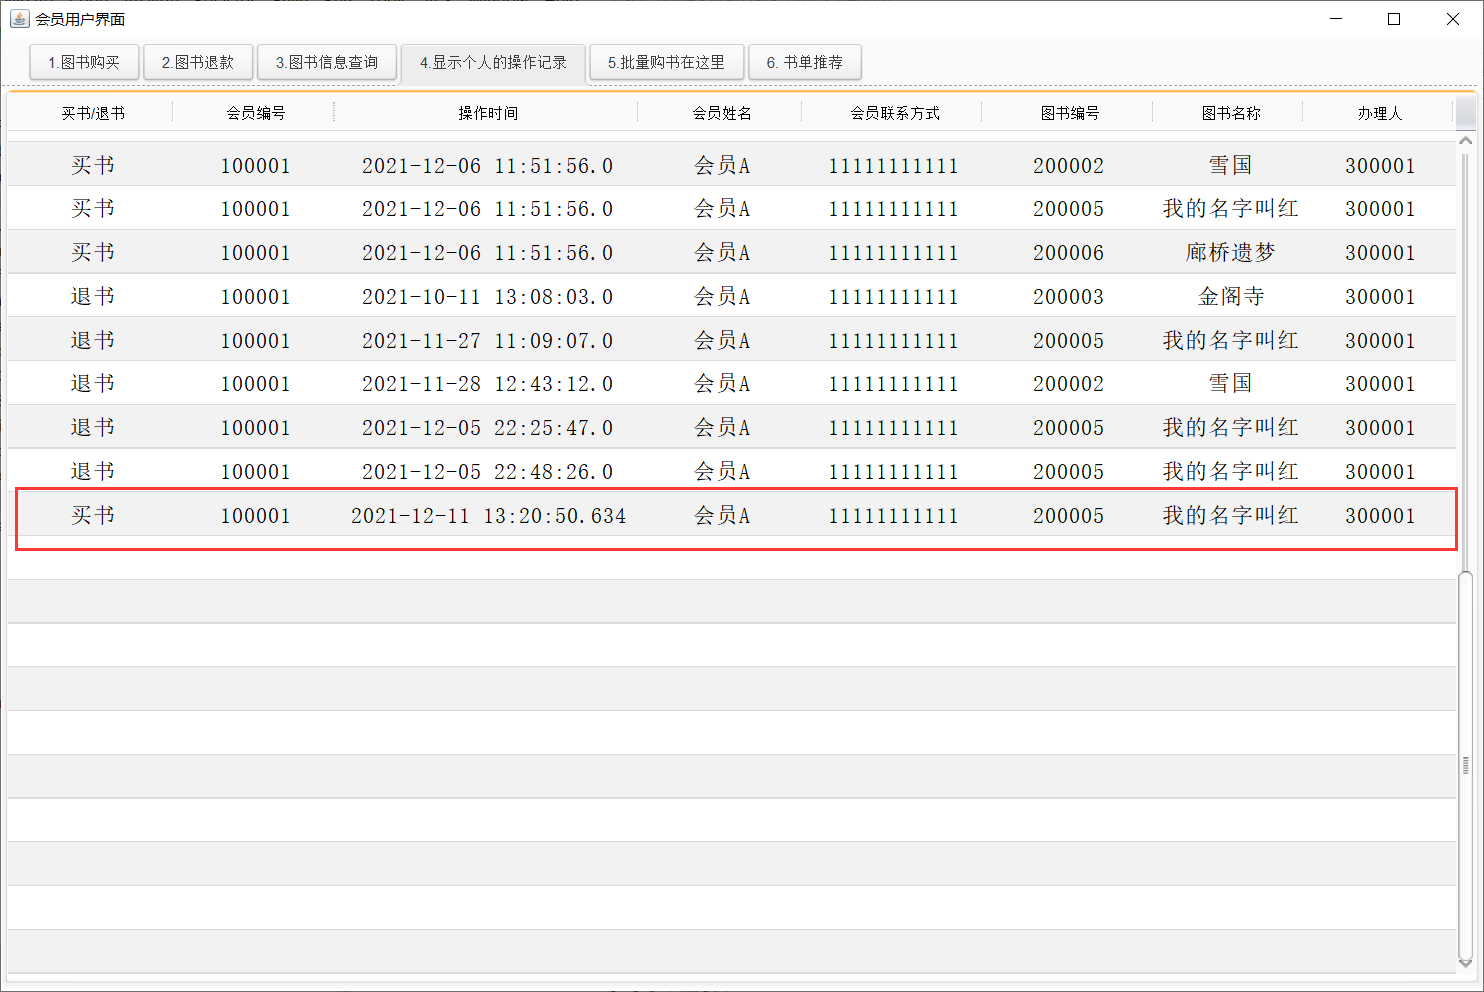 会员用户界面
1.图书购买 2.图书退款 3.图书信息查询 4.显示个人的操作记录 5.批量购书在这里 6. 书单推荐
买书/退书 会员编号 操作时间 会员姓名 会员联系方式 图书编号 图书名称 办理人
买书 100001 2021-12-06 11:51:56.0 会员A 11111111111 200002 雪国 300001
买书 100001 2021-12-06 11:51:56.0 会员A 11111111111 200005 我的名字叫红 300001
买书 100001 2021-12-06 11:51:56.0 会员A 11111111111 200006 廊桥遗梦 300001
退书 100001 2021-10-11 13:08:03.0 会员A 11111111111 200003 金阁寺 300001
退书 100001 2021-11-27 11:09:07.0 会员A 11111111111 200005 我的名字叫红 300001
退书 100001 2021-11-28 12:43:12.0 会员A 11111111111 200002 雪国 300001
退书 100001 2021-12-05 22:25:47.0 会员A 11111111111 200005 我的名字叫红 300001
退书 100001 2021-12-05 22:48:26.0 会员A 11111111111 200005 我的名字叫红 300001
买书 100001 2021-12-11 13:20:50.634 会员A 11111111111 200005 我的名字叫红 300001